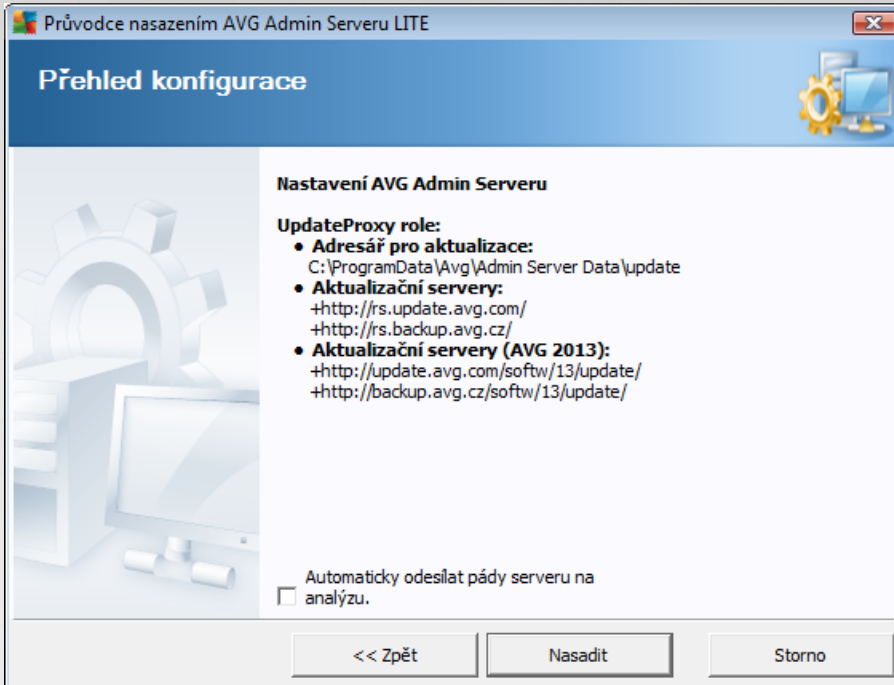 Průvodce nasazením AVG Admin Serveru LITE
Přehled konfigurace
Nastavení AVG Admin Serveru
UpdateProxy role:
• Adresář pro aktualizace:
C:\ProgramData\Avg\Admin Server Data\update
• Aktualizační servery:
+http://rs.update.avg.com/
+http://rs.backup.avg.cz/
• Aktualizační servery (AVG 2013):
+http://update.avg.com/softw/13/update/
+http://backup.avg.cz/softw/13/update/
Automaticky odesílat pády serveru na
analýzu.
<< Zpět
Nasadit
Storno